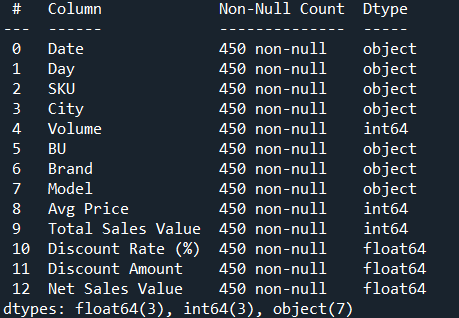 #   Column             Non-Null Count  Dtype
---  ------             --------------  -----
 0   Date               450 non-null    object
 1   Day                450 non-null    object
 2   SKU                450 non-null    object
 3   City               450 non-null    object
 4   Volume             450 non-null    int64
 5   BU                 450 non-null    object
 6   Brand              450 non-null    object
 7   Model              450 non-null    object
 8   Avg Price          450 non-null    int64
 9   Total Sales Value  450 non-null    int64
 10  Discount Rate (%)  450 non-null    float64
 11  Discount Amount    450 non-null    float64
 12  Net Sales Value    450 non-null    float64
dtypes: float64(3), int64(3), object(7)